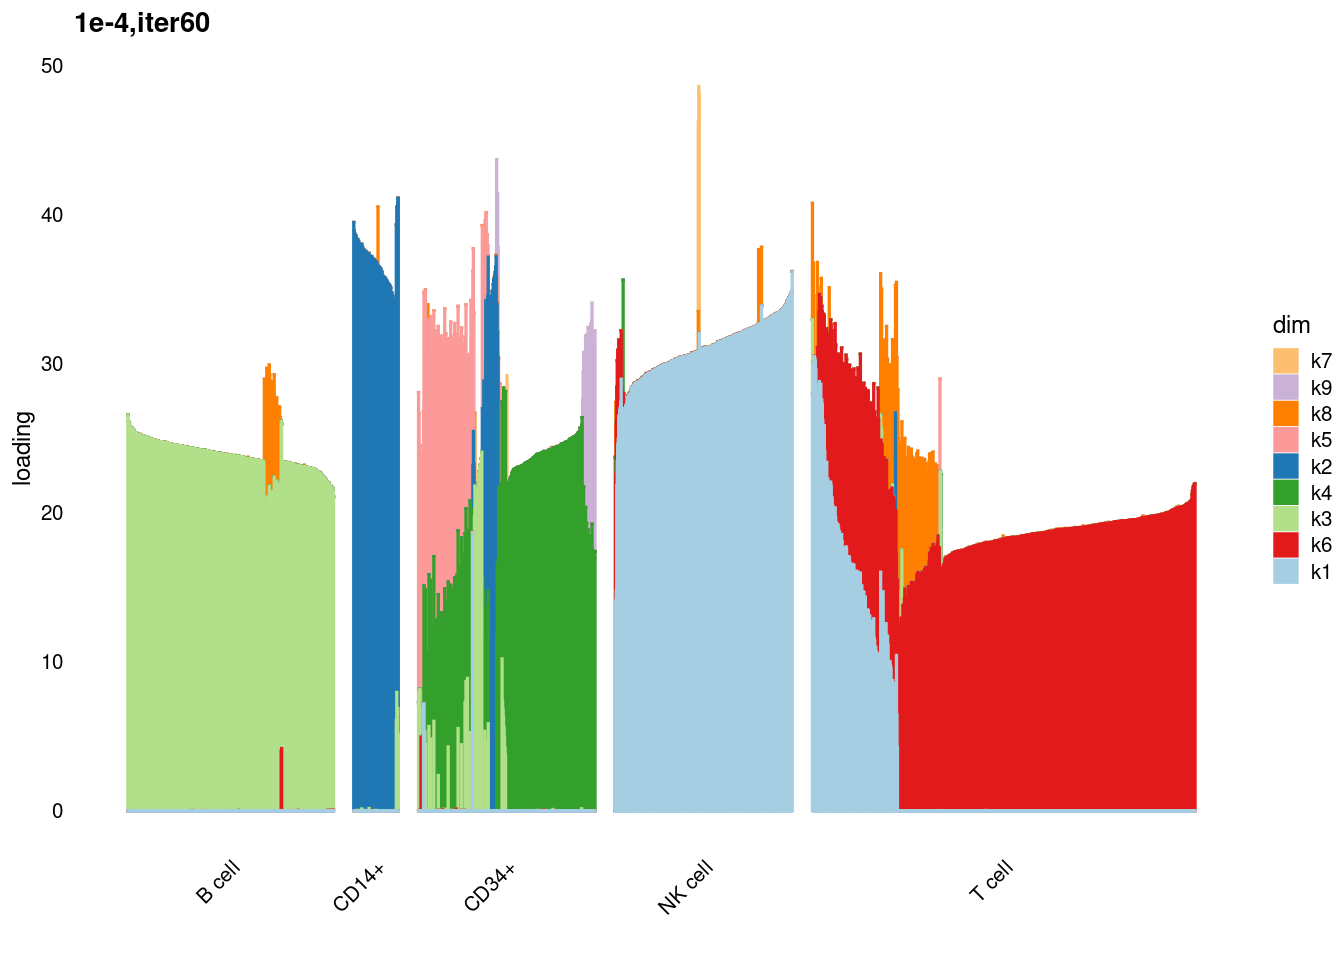 1e-4,iter60
50
40
30
20
10
0
loading
B cell
CD14+
CD34+
NK cell
T cell
dim
k7
k9
k8
k5
k2
k4
k3
k6
k1